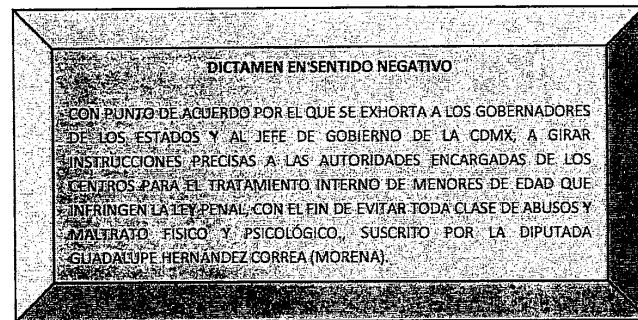 DICTAMEN EN SENTIDO NEGATIVO
CON PUNTO DE ACUERDO POR EL QUE SE EXHORTA A LOS GOBERNADORES
DE LOS ESTADOS Y AL JEFE DE GOBIERNO DE LA CDMX, A GIRAR
INSTRUCCIONES PRECISAS A LAS AUTORIDADES ENCARGADAS DE LOS
CENTROS PARA EL TRATAMIENTO INTERNO DE MENORES DE EDAD QUE
INFRINGEN LA LEY PENAL, CON EL FIN DE EVITAR TODA CLASE DE ABUSOS Y
MALTRATO FÍSICO Y PSICOLÓGICO., SUSCRITO POR LA DIPUTADA
GUADALUPE HERNÁNDEZ CORREA (MORENA).